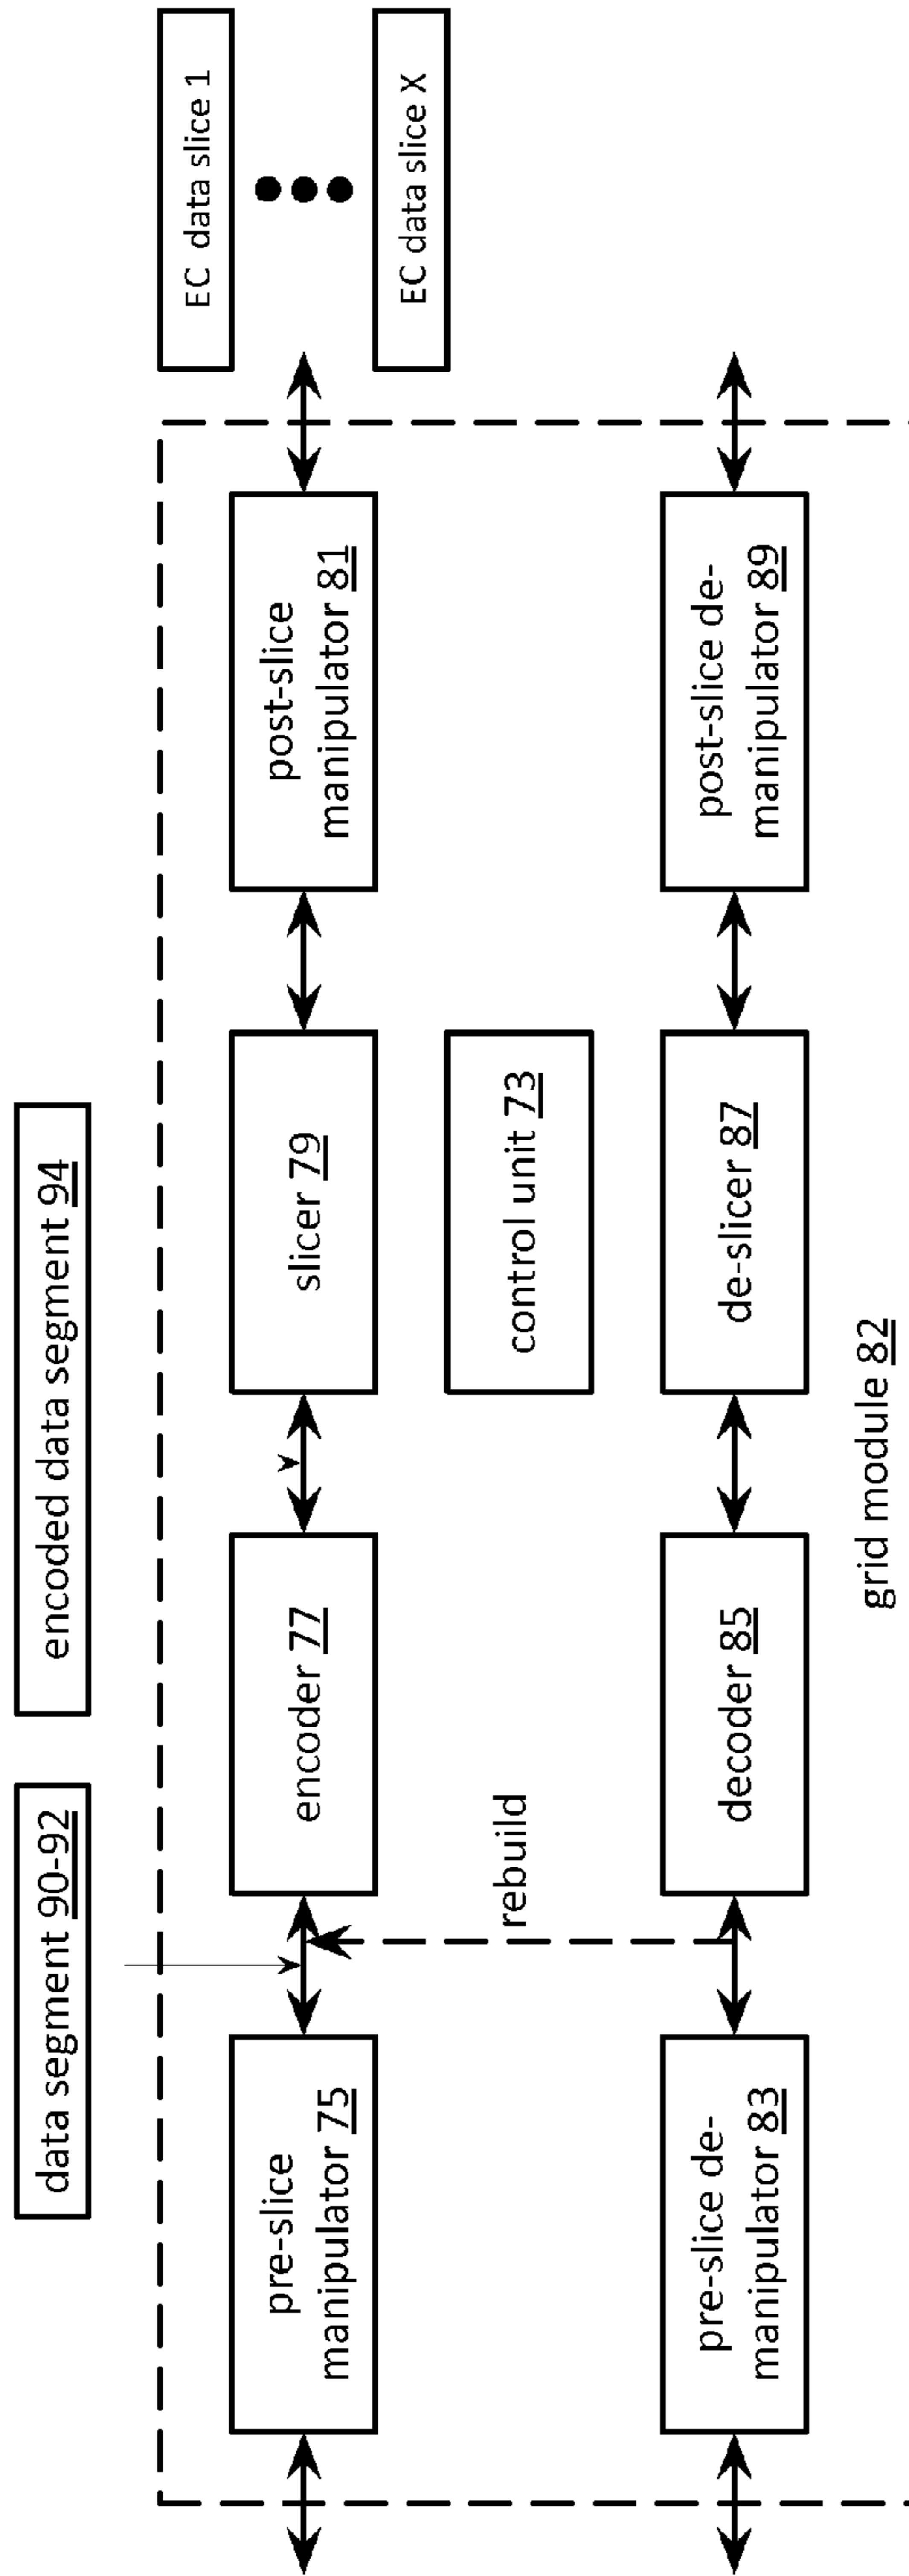 data segment 90-92
encoded data segment 94
EC data slice 1
EC data slice X
pre-slice
manipulator 75
encoder 77
slicer 79
post-slice
manipulator 81
rebuild
control unit 73
pre-slice de-
manipulator 83
decoder 85
de-slicer 87
post-slice de-
manipulator 89
grid module 82